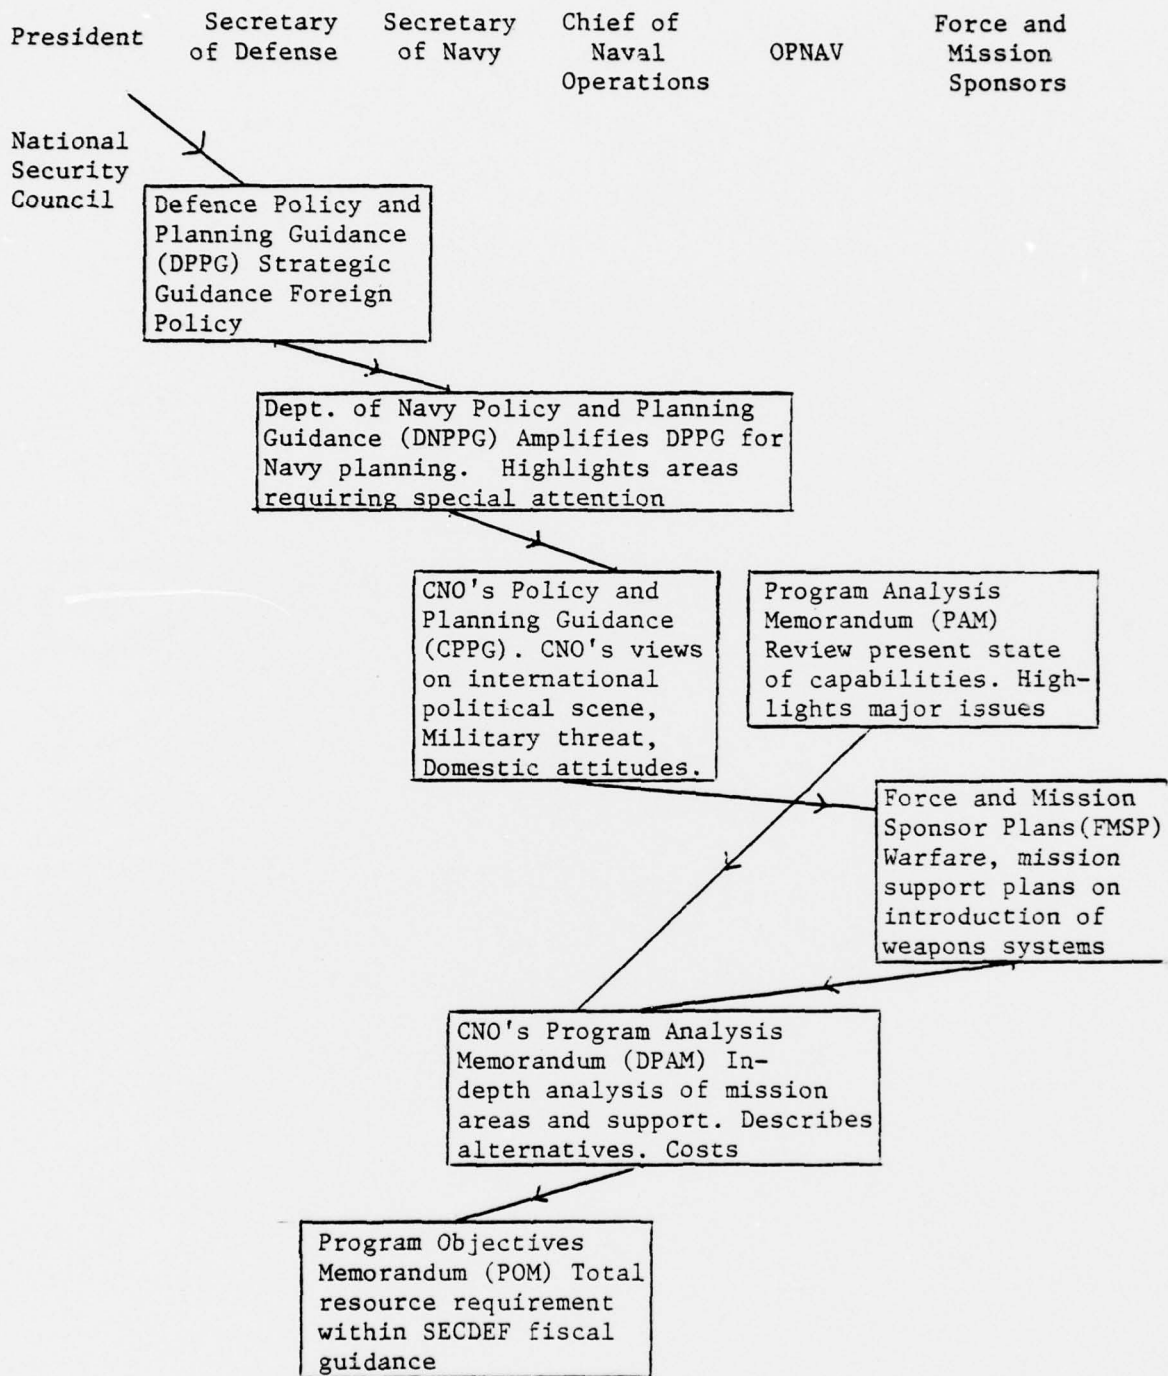 President
Secretary
of Defense
Secretary
of Navy
Chief of
Naval
Operations
OPNAV
Force and
Mission
Sponsors
National
Security
Council
Defence Policy and
Planning Guidance
(DPPG) Strategic
Guidance Foreign
Policy
Dept. of Navy Policy and Planning
Guidance (DNPPG) Amplifies DPPG for
Navy planning. Highlights areas
requiring special attention
CNO's Policy and
Planning Guidance
(CPPG). CNO's views
on international
political scene,
Military threat,
Domestic attitudes.
Program Analysis
Memorandum (PAM)
Review present state
of capabilities. High-
lights major issues
Force and Mission
Sponsor Plans(FMSP)
Warfare, mission
support plans on
introduction of
weapons systems
CNO's Program Analysis
Memorandum (DPAM) In-
depth analysis of mission
areas and support. Describes
alternatives. Costs
Program Objectives
Memorandum (POM) Total
resource requirement
within SECDEF fiscal
guidance